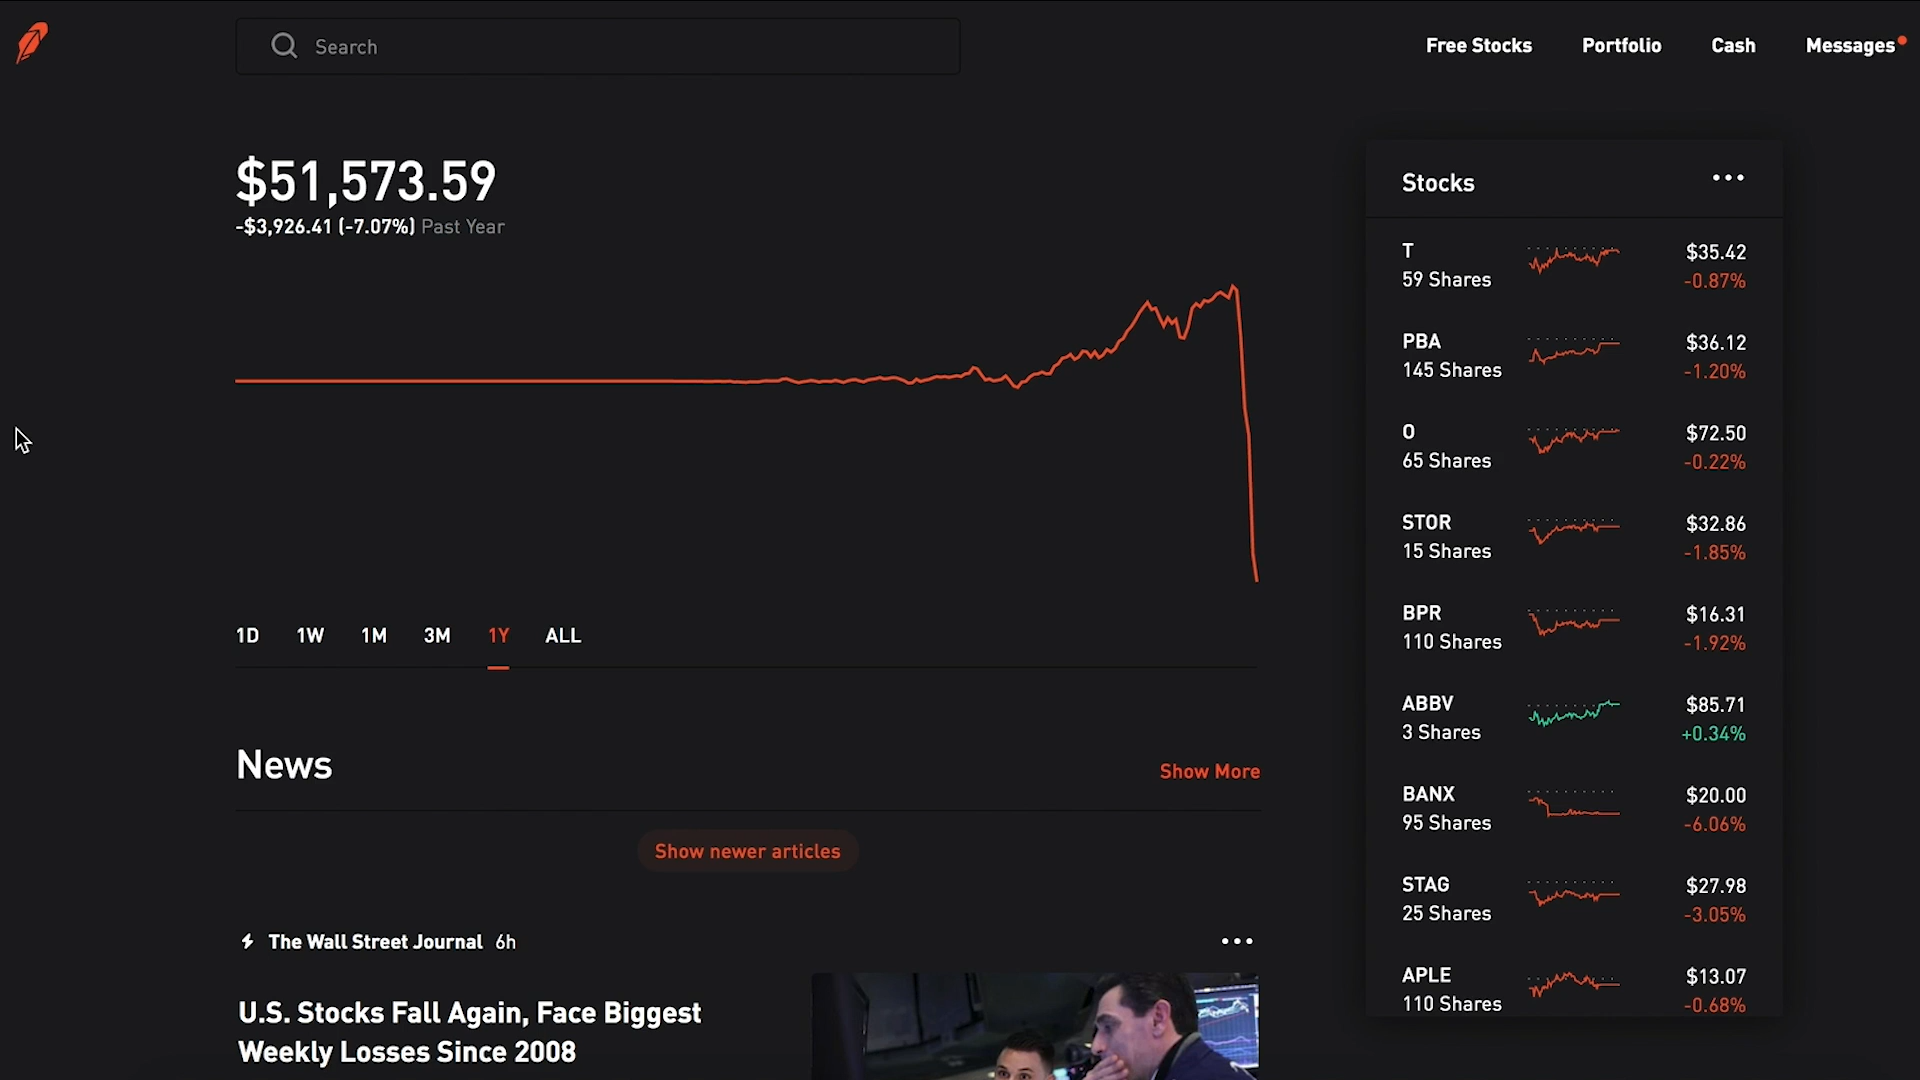 Search
Free Stocks
Portfolio
Cash
Messages
$51,573.59
-$3,926.41 (-7.07%) Past Year
1D
1W
1M
3M
1Y
ALL
News
Show More
Show newer articles
The Wall Street Journal 6h
U.S. Stocks Fall Again, Face Biggest
Weekly Losses Since 2008
Stocks
T
$35.42
59 Shares
-0.87%
PBA
$36.12
145 Shares
-1.20%
O
$72.50
65 Shares
-0.22%
STOR
$32.86
15 Shares
-1.85%
BPR
$16.31
110 Shares
-1.92%
ABBV
$85.71
3 Shares
+0.34%
BANX
$20.00
95 Shares
-6.06%
STAG
$27.98
25 Shares
-3.05%
APLE
$13.07
110 Shares
-0.68%